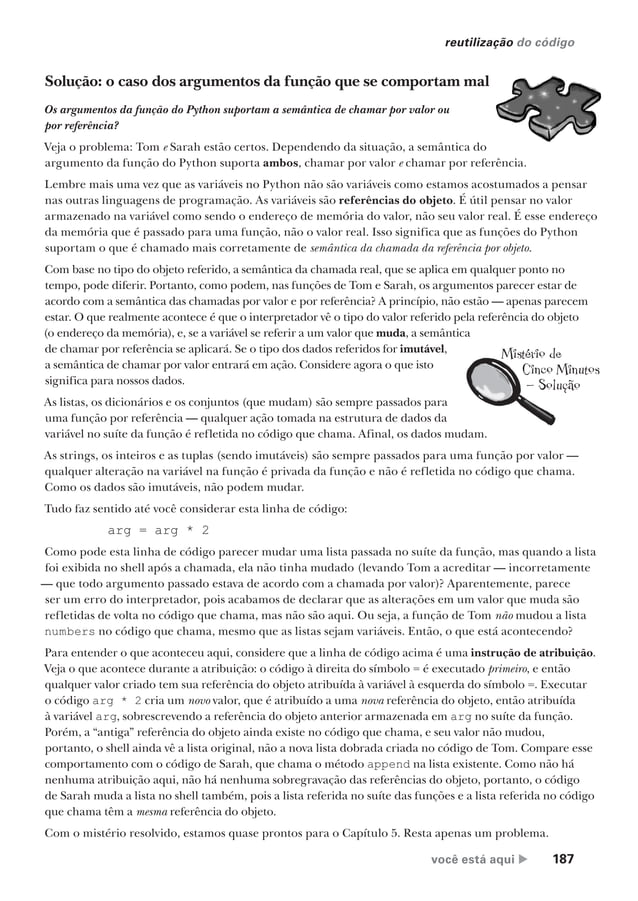 reutilização do código
Solução: o caso dos argumentos da função que se comportam mal
Os argumentos da função do Python suportam a semântica de chamar por valor ou
por referência?
Veja o problema: Tom e Sarah estão certos. Dependendo da situação, a semântica do
argumento da função do Python suporta ambos, chamar por valor e chamar por referência.
Lembre mais uma vez que as variáveis no Python não são variáveis como estamos acostumados a pensar
nas outras linguagens de programação. As variáveis são referências do objeto. É útil pensar no valor
armazenado na variável como sendo o endereço de memória do valor, não seu valor real. É esse endereço
da memória que é passado para uma função, não o valor real. Isso significa que as funções do Python
suportam o que é chamado mais corretamente de semântica da chamada da referência por objeto.
Com base no tipo do objeto referido, a semântica da chamada real, que se aplica em qualquer ponto no
tempo, pode diferir. Portanto, como podem, nas funções de Tom e Sarah, os argumentos parecer estar de
acordo com a semântica das chamadas por valor e por referência? A princípio, não estão — apenas parecem
estar. O que realmente acontece é que o interpretador vê o tipo do valor referido pela referência do objeto
(o endereço da memória), e, se a variável se referir a um valor que muda, a semântica
de chamar por referência se aplicará. Se o tipo dos dados referidos for imutável,
a semântica de chamar por valor entrará em ação. Considere agora o que isto
significa para nossos dados.
Mistério de
Cinco Minutos
– Solução
As listas, os dicionários e os conjuntos (que mudam) são sempre passados para
uma função por referência — qualquer ação tomada na estrutura de dados da
variável no suíte da função é refletida no código que chama. Afinal, os dados mudam.
As strings, os inteiros e as tuplas (sendo imutáveis) são sempre passados para uma função por valor —
qualquer alteração na variável na função é privada da função e não é refletida no código que chama.
Como os dados são imutáveis, não podem mudar.
Tudo faz sentido até você considerar esta linha de código:
arg = arg * 2
Como pode esta linha de código parecer mudar uma lista passada no suíte da função, mas quando a lista
foi exibida no shell após a chamada, ela não tinha mudado (levando Tom a acreditar — incorretamente
— que todo argumento passado estava de acordo com a chamada por valor)? Aparentemente, parece
ser um erro do interpretador, pois acabamos de declarar que as alterações em um valor que muda são
refletidas de volta no código que chama, mas não são aqui. Ou seja, a função de Tom não mudou a lista
numbers no código que chama, mesmo que as listas sejam variáveis. Então, o que está acontecendo?
Para entender o que aconteceu aqui, considere que a linha de código acima é uma instrução de atribuição.
Veja o que acontece durante a atribuição: o código à direita do símbolo = é executado primeiro, e então
qualquer valor criado tem sua referência do objeto atribuída à variável à esquerda do símbolo =. Executar
o código arg * 2 cria um novo valor, que é atribuído a uma nova referência do objeto, então atribuída
à variável arg, sobrescrevendo a referência do objeto anterior armazenada em arg no suíte da função.
Porém, a “antiga” referência do objeto ainda existe no código que chama, e seu valor não mudou,
portanto, o shell ainda vê a lista original, não a nova lista dobrada criada no código de Tom. Compare esse
comportamento com o código de Sarah, que chama o método append na lista existente. Como não há
nenhuma atribuição aqui, não há nenhuma sobregravação das referências do objeto, portanto, o código
de Sarah muda a lista no shell também, pois a lista referida no suíte das funções e a lista referida no código
que chama têm a mesma referência do objeto.
Com o mistério resolvido, estamos quase prontos para o Capítulo 5. Resta apenas um problema.
você está aqui ▶ 187